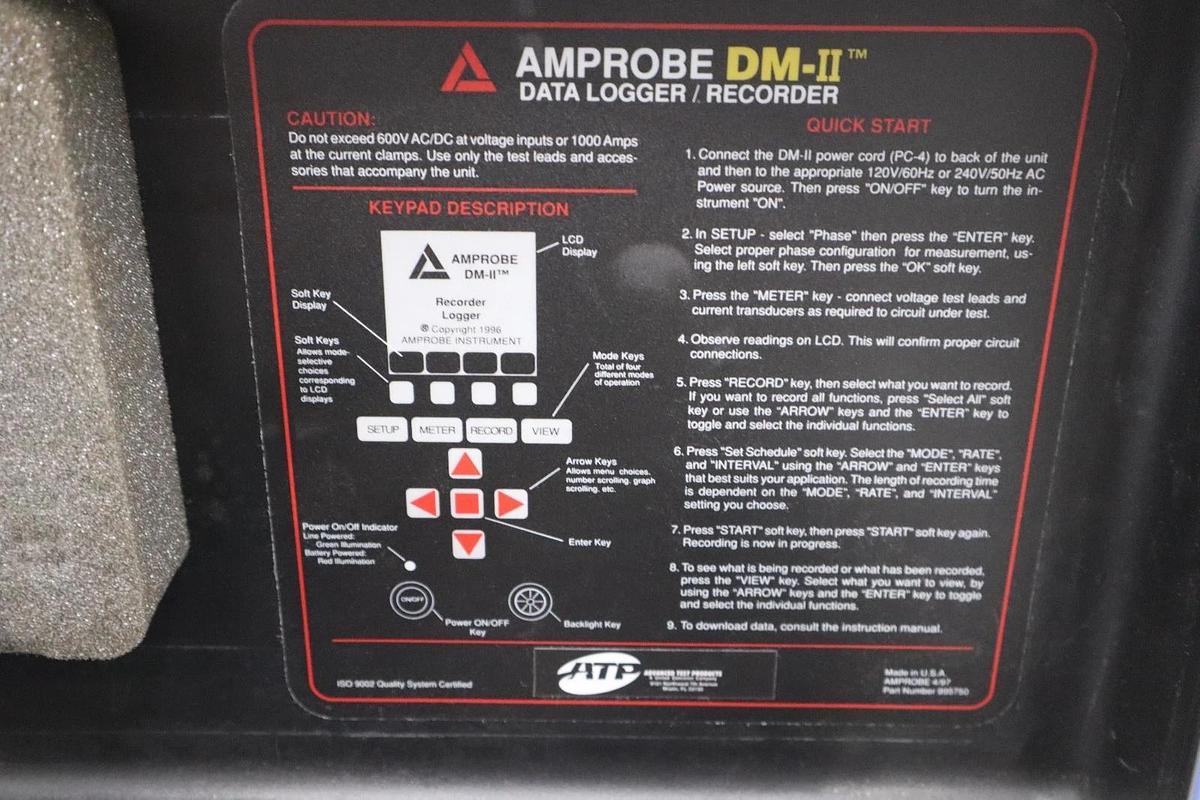 AMPROBE DM-II™
DATA LOGGER / RECORDER
CAUTION:
Do not exceed 600V AC/DC at voltage inputs or 1000 Amps
at the current clamps. Use only the test leads and acces-
sories that accompany the unit.
KEYPAD DESCRIPTION
LCD
Display
AMPROBE
DM-II™
Recorder
Logger
® Copyright 1996
AMPROBE INSTRUMENT
Soft Key
Display
Soft Keys
Allows mode-
selective
choices
corresponding
to LCD
displays
Mode Keys
Total of four
different modes
of operation
SETUP METER RECORD VIEW
Arrow Keys
Allows menu choices,
number scrolling, graph
scrolling, etc.
Enter Key
Power On/Off Indicator
Line Powered:
Green Illumination
Battery Powered:
Red Illumination
ON/OFF
Power ON/OFF
Key
Backlight Key
QUICK START
1. Connect the DM-II power cord (PC-4) to back of the unit
and then to the appropriate 120V/60Hz or 240V/50Hz AC
Power source. Then press "ON/OFF" key to turn the in-
strument "ON".
2. In SETUP - select "Phase" then press the "ENTER" key.
Select proper phase configuration for measurement, us-
ing the left soft key. Then press the "OK" soft key.
3. Press the "METER" key - connect voltage test leads and
current transducers as required to circuit under test.
4. Observe readings on LCD. This will confirm proper circuit
connections.
5. Press "RECORD" key, then select what you want to record.
If you want to record all functions, press "Select All" soft
key or use the "ARROW" keys and the "ENTER" key to
toggle and select the individual functions.
6. Press "Set Schedule" soft key. Select the "MODE", "RATE",
and "INTERVAL" using the "ARROW" and "ENTER" keys
that best suits your application. The length of recording time
is dependent on the "MODE", "RATE", and "INTERVAL"
setting you choose.
7. Press "START" soft key, then press "START" soft key again.
Recording is now in progress.
8. To see what is being recorded or what has been recorded,
press the "VIEW" key. Select what you want to view, by
using the "ARROW" keys and the "ENTER" key to toggle
and select the individual functions.
9. To download data, consult the instruction manual.
ISO 9002 Quality System Certified
ATP
ADVANCED TEST PRODUCTS
Miami, FL
Made in U.S.A.
AMPROBE 4/97
Part Number 995750